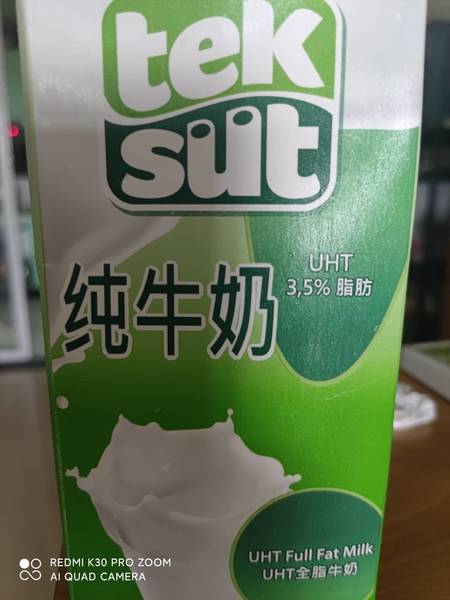 tek
süt
纯牛奶
UHT
3,5% 脂肪
UHT Full Fat Milk
UHT全脂牛奶
REDMI K30 PRO ZOOM
AI QUAD CAMERA